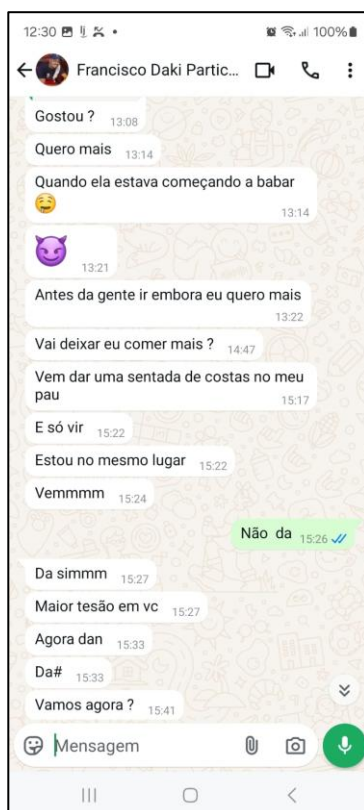 12:30
100%
Francisco Daki Partic...
Gostou ? 13:08
Quero mais 13:14
Quando ela estava começando a babar
13:14
13:21
Antes da gente ir embora eu quero mais
13:22
Vai deixar eu comer mais ? 14:47
Vem dar uma sentada de costas no meu
pau 15:17
E só vir 15:22
Estou no mesmo lugar 15:22
Vemmmm 15:24
Não da 15:26
Da simmm 15:27
Maior tesão em vc 15:27
Agora dan 15:33
Da# 15:33
Vamos agora ? 15:41
Mensagem